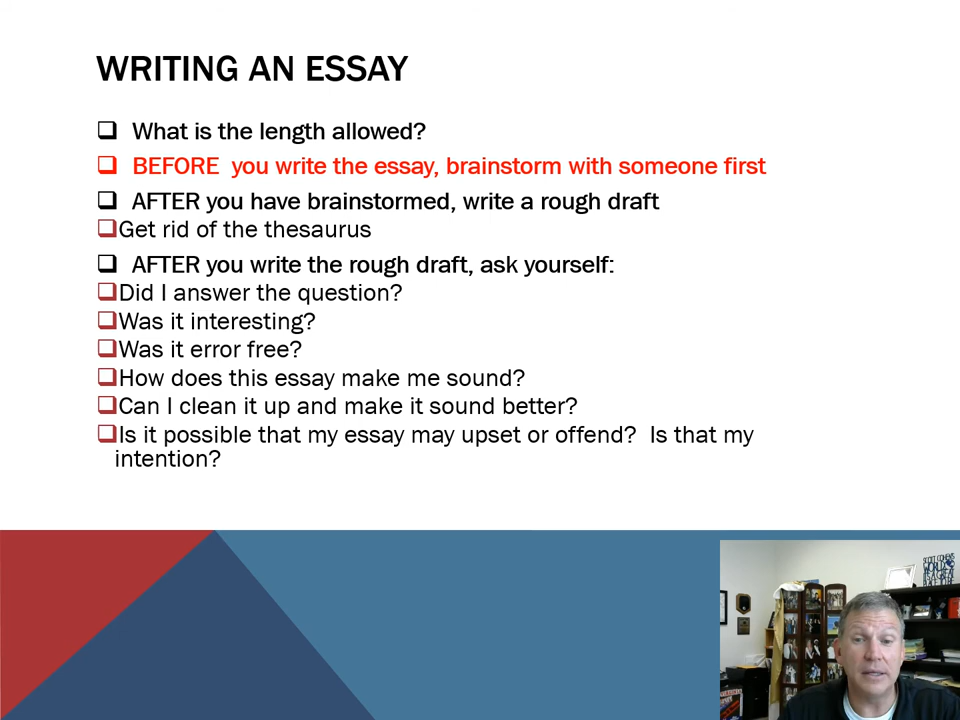 WRITING AN ESSAY
What is the length allowed?
BEFORE you write the essay, brainstorm with someone first
AFTER you have brainstormed, write a rough draft
Get rid of the thesaurus
AFTER you write the rough draft, ask yourself:
Did I answer the question?
Was it interesting?
Was it error free?
How does this essay make me sound?
Can I clean it up and make it sound better?
Is it possible that my essay may upset or offend? Is that my
intention?